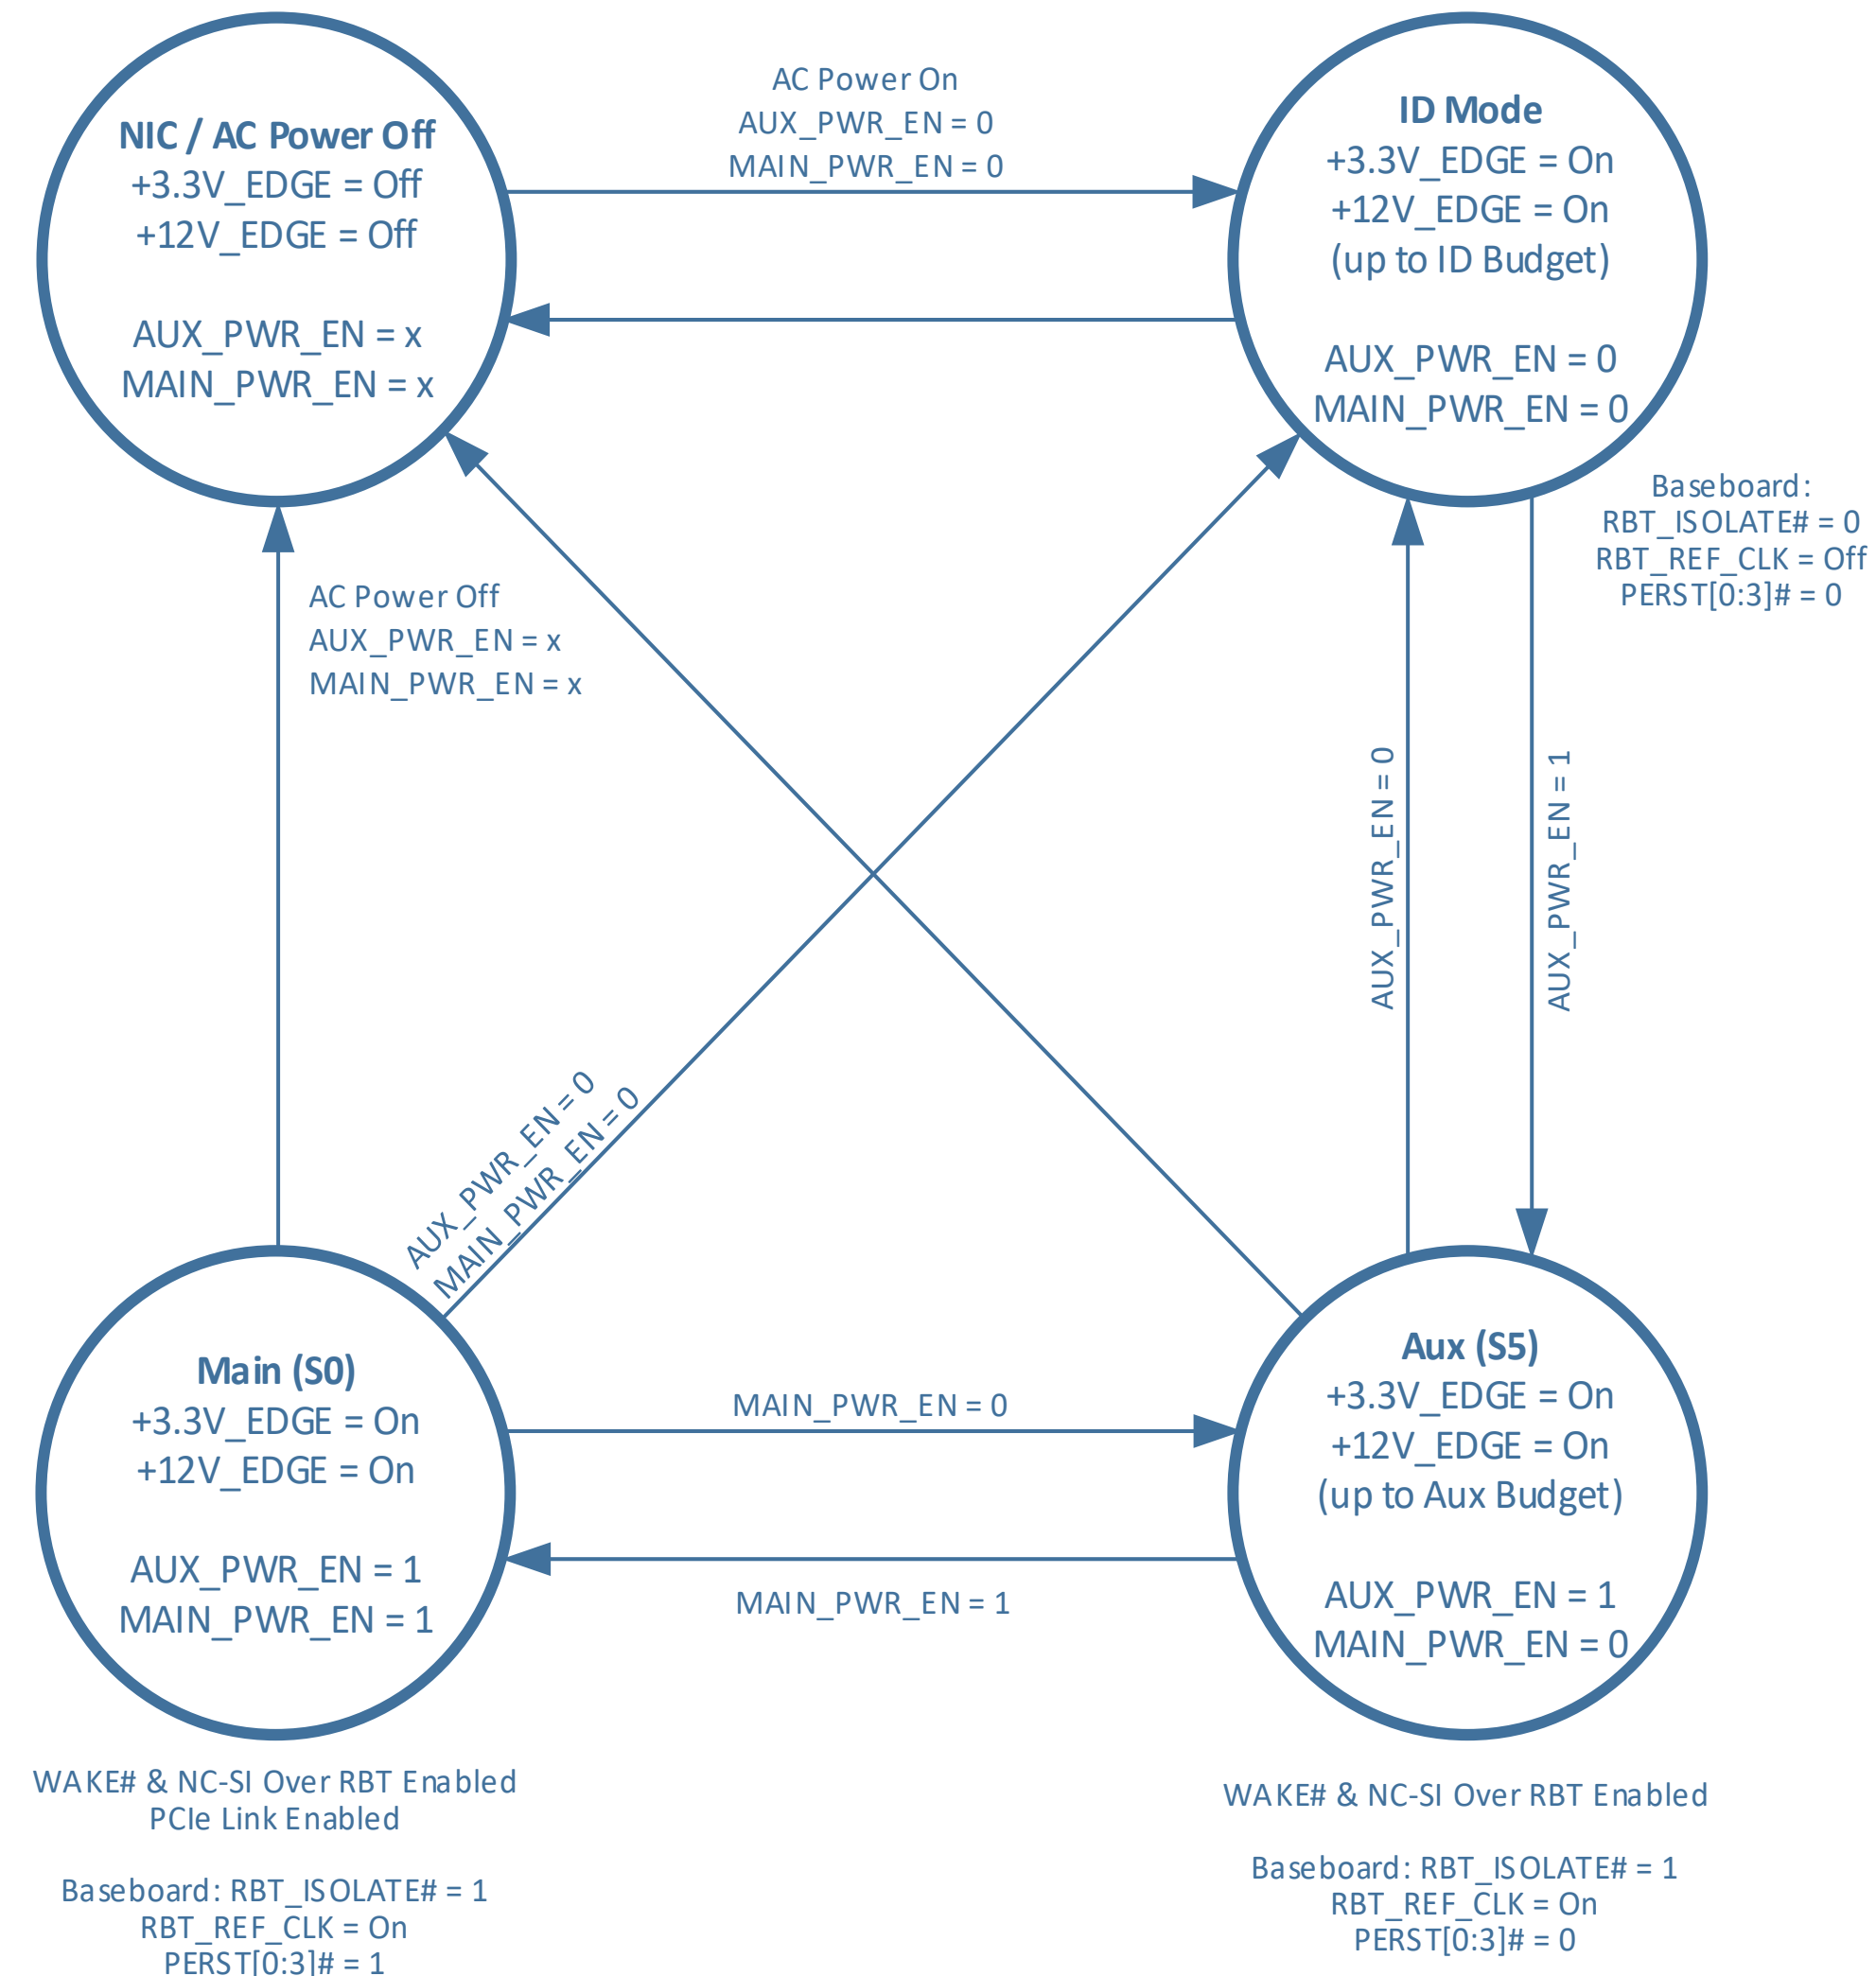 NIC / AC Power Off
+3.3V_EDGE = Off
+12V_EDGE = Off
AUX_PWR_EN = x
MAIN_PWR_EN = x
AC Power On
AUX_PWR_EN = 0
MAIN_PWR_EN = 0
ID Mode
+3.3V_EDGE = On
+12V_EDGE = On
(up to ID Budget)
AUX_PWR_EN = 0
MAIN_PWR_EN = 0
Baseboard:
RBT_ISOLATE# = 0
RBT_REF_CLK = Off
PERST[0:3]# = 0
AC Power Off
AUX_PWR_EN = x
MAIN_PWR_EN = x
AUX_PWR_EN = 0
AUX_PWR_EN = 1
AUX_PWR_EN = 0
MAIN_PWR_EN = 0
Main (S0)
+3.3V_EDGE = On
+12V_EDGE = On
AUX_PWR_EN = 1
MAIN_PWR_EN = 1
MAIN_PWR_EN = 0
MAIN_PWR_EN = 1
Aux (S5)
+3.3V_EDGE = On
+12V_EDGE = On
(up to Aux Budget)
AUX_PWR_EN = 1
MAIN_PWR_EN = 0
WAKE# & NC-SI Over RBT Enabled
PCIe Link Enabled
Baseboard: RBT_ISOLATE# = 1
RBT_REF_CLK = On
PERST[0:3]# = 1
WAKE# & NC-SI Over RBT Enabled
Baseboard: RBT_ISOLATE# = 1
RBT_REF_CLK = On
PERST[0:3]# = 0